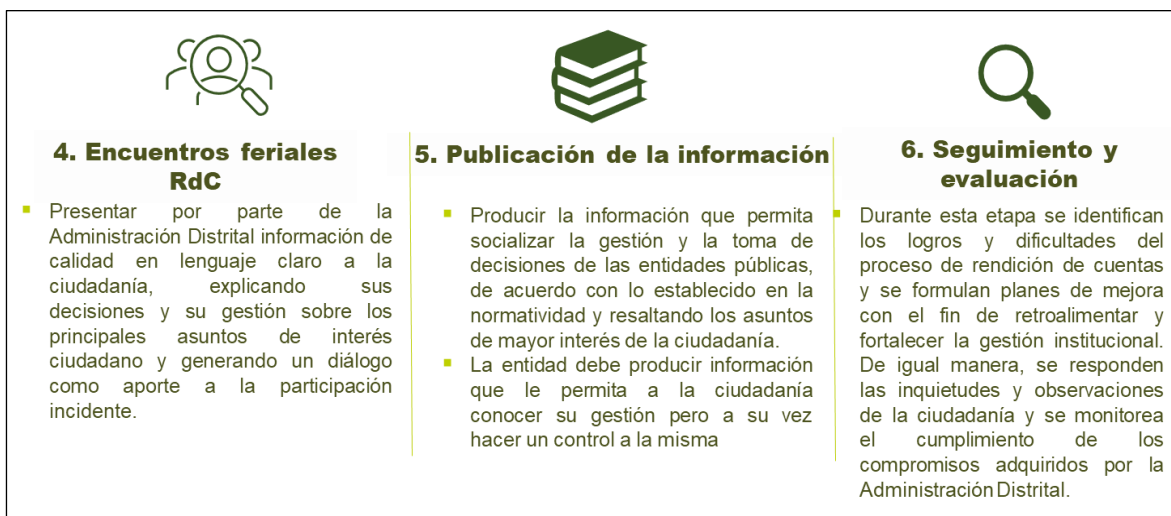 4. Encuentros feriales
RdC
▪ Presentar por parte de la
Administración Distrital información de
calidad en lenguaje claro a la
ciudadanía, explicando sus
decisiones y su gestión sobre los
principales asuntos de interés
ciudadano y generando un diálogo
como aporte a la participación
incidente.
5. Publicación de la información
▪ Producir la información que permita
socializar la gestión y la toma de
decisiones de las entidades públicas,
de acuerdo con lo establecido en la
normatividad y resaltando los asuntos
de mayor interés de la ciudadanía.
▪ La entidad debe producir información
que le permita a la ciudadanía
conocer su gestión pero a su vez
hacer un control a la misma
6. Seguimiento y
evaluación
▪ Durante esta etapa se identifican
los logros y dificultades del
proceso de rendición de cuentas
y se formulan planes de mejora
con el fin de retroalimentar y
fortalecer la gestión institucional.
De igual manera, se responden
las inquietudes y observaciones
de la ciudadanía y se monitorea
el cumplimiento de los
compromisos adquiridos por la
Administración Distrital.